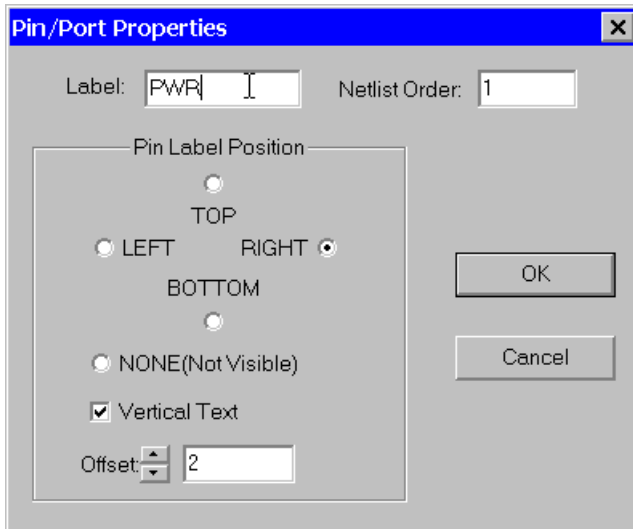 Pin/Port Properties
Label: PWR Netlist Order: 1
Pin Label Position
TOP
LEFT RIGHT
BOTTOM
OK
NONE(Not Visible)
Cancel
Vertical Text
Offset: 2